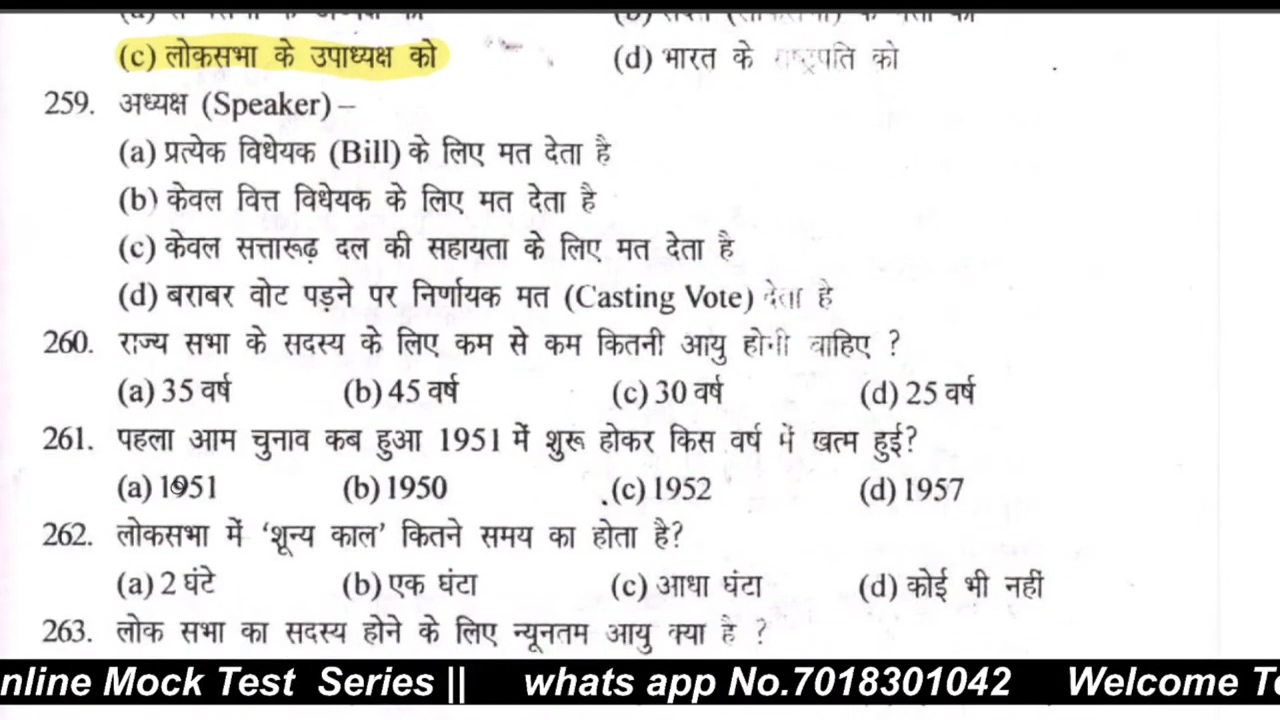 (c) लोकसभा के उपाध्यक्ष को (d) भारत के राष्ट्रपति को
259. अध्यक्ष (Speaker) –
(a) प्रत्येक विधेयक (Bill) के लिए मत देता है
(b) केवल वित्त विधेयक के लिए मत देता है
(c) केवल सत्तारूढ़ दल की सहायता के लिए मत देता है
(d) बराबर वोट पड़ने पर निर्णायक मत (Casting Vote) देता है
260. राज्य सभा के सदस्य के लिए कम से कम कितनी आयु होनी चाहिए ?
(a) 35 वर्ष (b) 45 वर्ष (c) 30 वर्ष (d) 25 वर्ष
261. पहला आम चुनाव कब हुआ 1951 में शुरू होकर किस वर्ष में खत्म हुई?
(a) 1951 (b) 1950 (c) 1952 (d) 1957
262. लोकसभा में ‘शून्य काल’ कितने समय का होता है?
(a) 2 घंटे (b) एक घंटा (c) आधा घंटा (d) कोई भी नहीं
263. लोक सभा का सदस्य होने के लिए न्यूनतम आयु क्या है ?
nline Mock Test Series || whats app No.7018301042 Welcome T